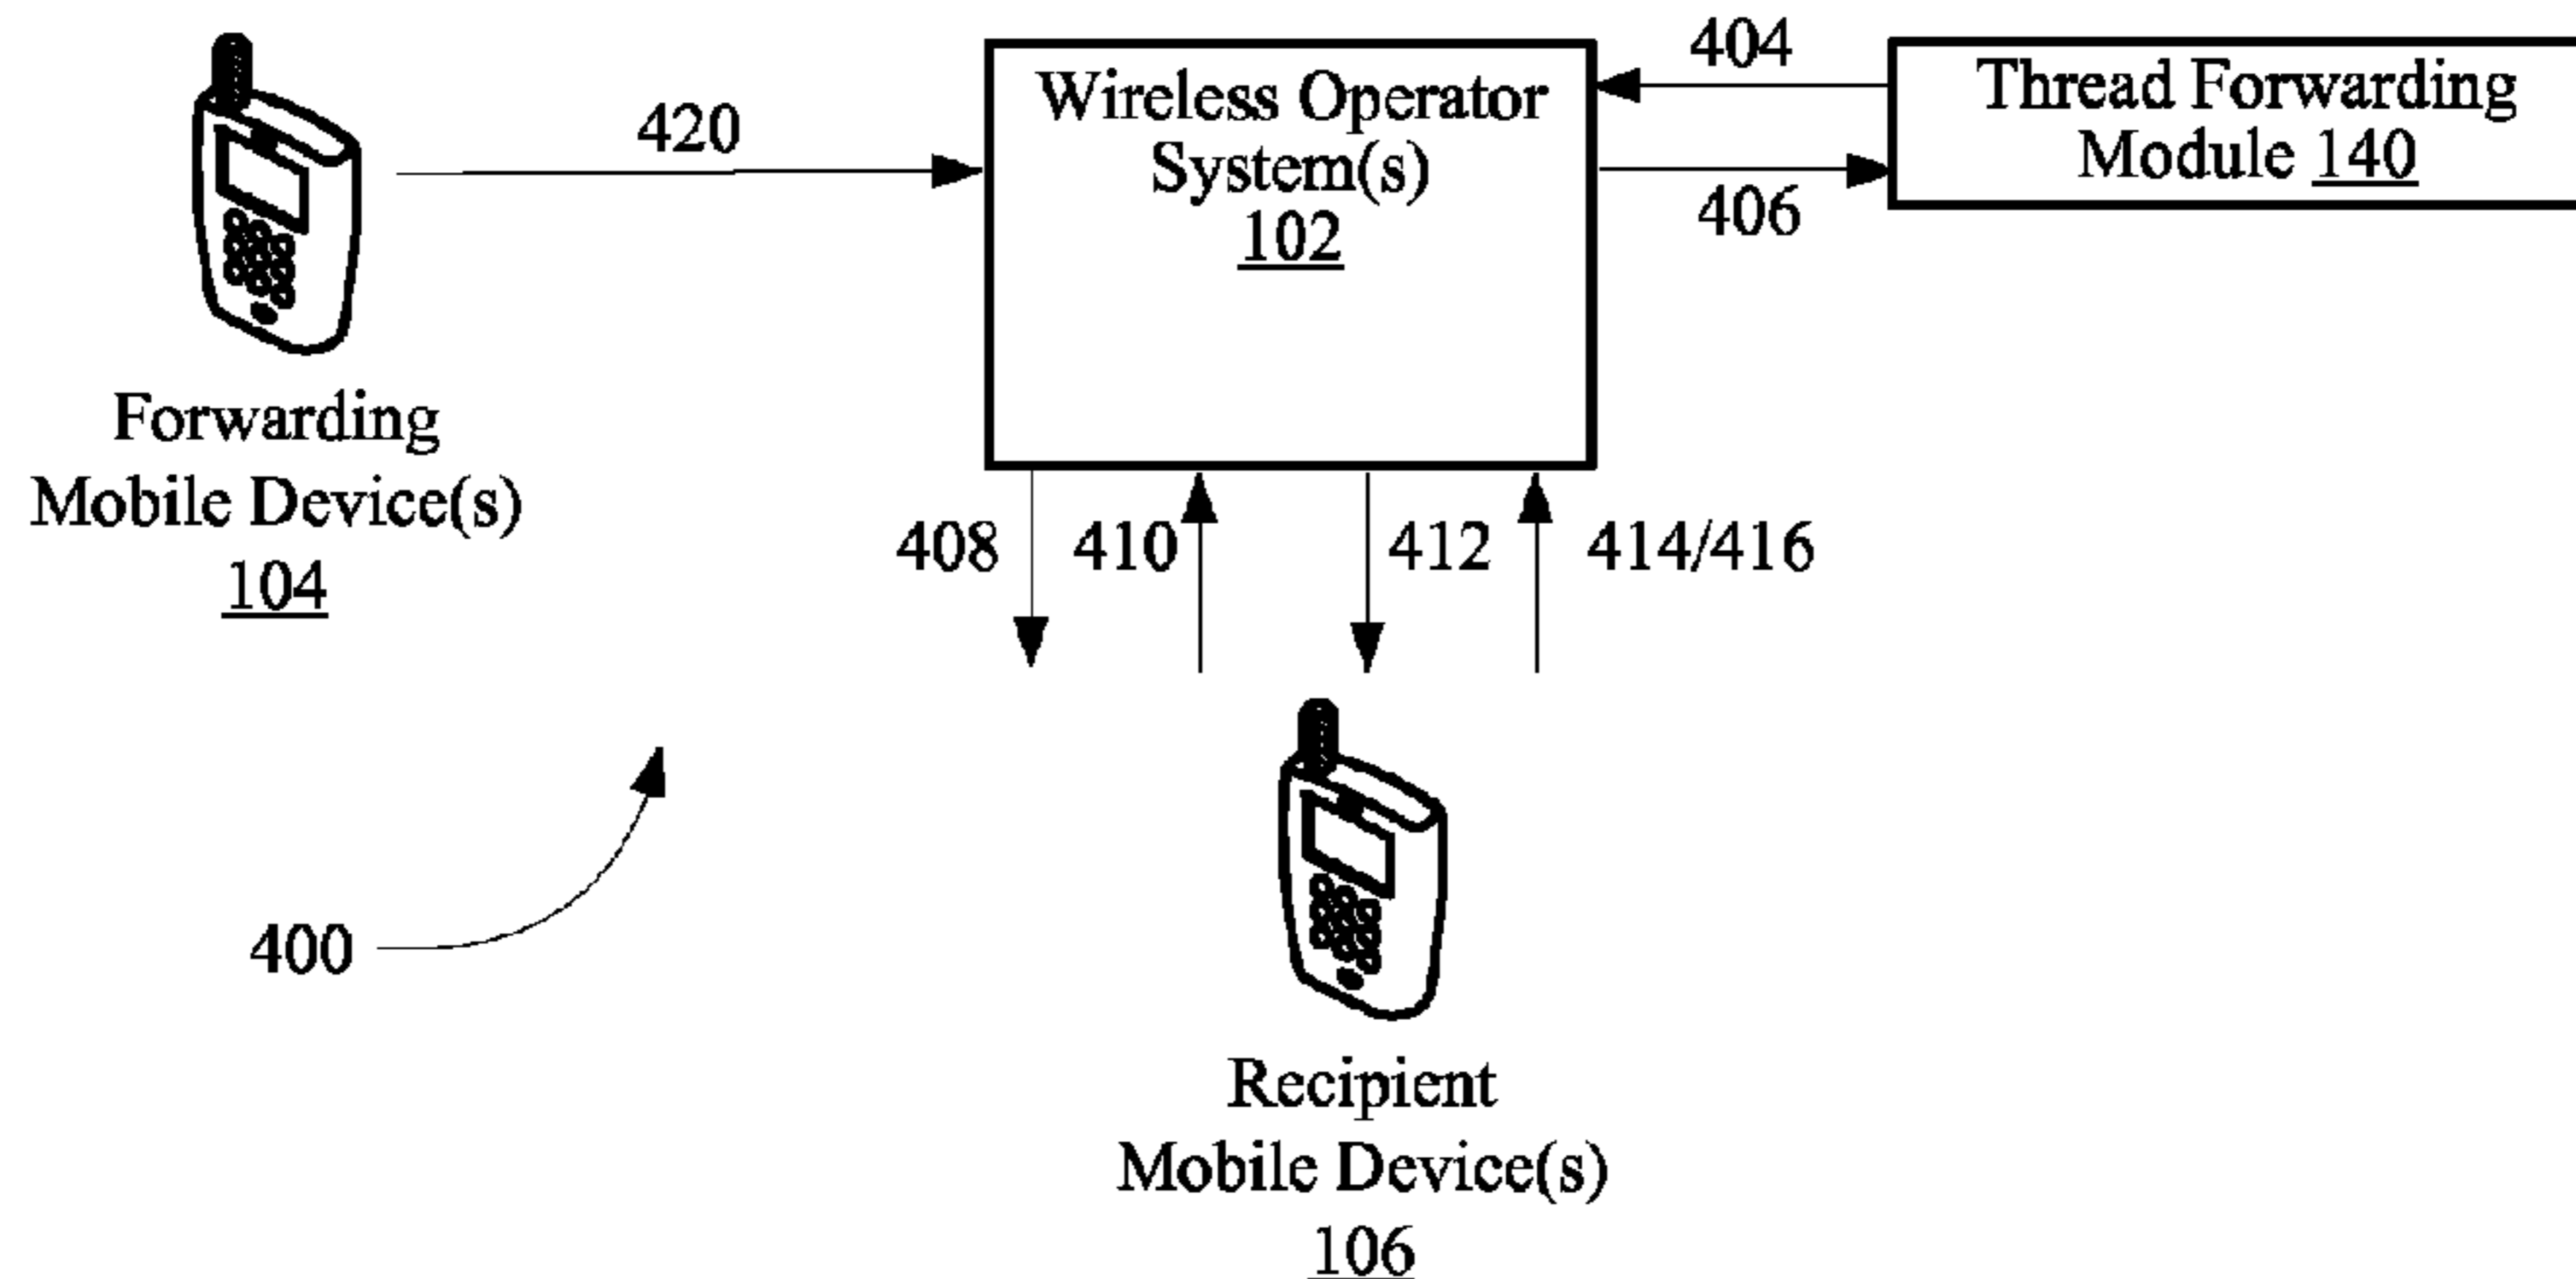 404
Wireless Operator
System(s)
102
Thread Forwarding
Module 140
420
406
Forwarding
Mobile Device(s)
104
408
410
412
414/416
400
Recipient
Mobile Device(s)
106